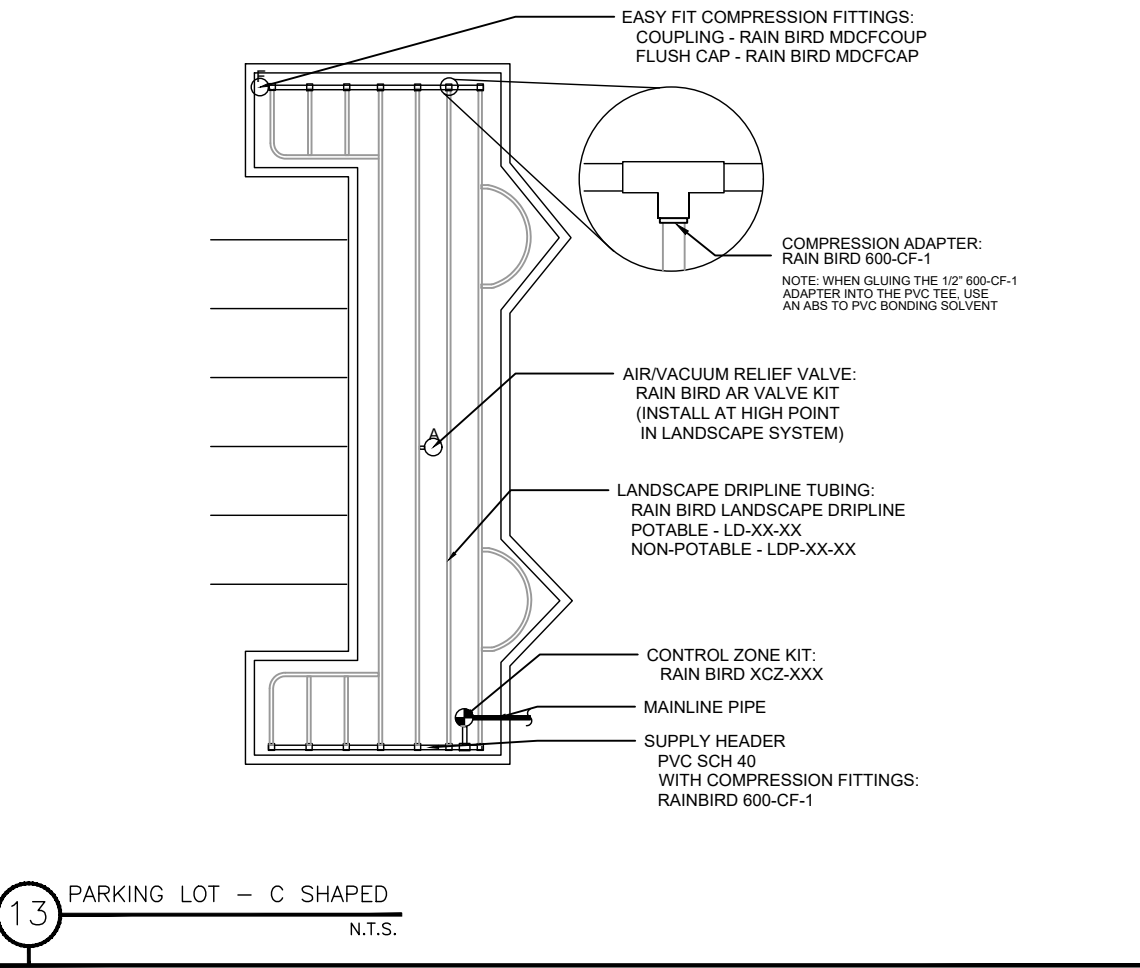 EASY FIT COMPRESSION FITTINGS:
COUPLING - RAIN BIRD MDCFCOUP
FLUSH CAP - RAIN BIRD MDCFCAP
F
COMPRESSION ADAPTER:
RAIN BIRD 600-CF-1
NOTE: WHEN GLUING THE 1/2" 600-CF-1
ADAPTER INTO THE PVC TEE, USE
AN ABS TO PVC BONDING SOLVENT
AIR/VACUUM RELIEF VALVE:
RAIN BIRD AR VALVE KIT
(INSTALL AT HIGH POINT
IN LANDSCAPE SYSTEM)
A
LANDSCAPE DRIPLINE TUBING:
RAIN BIRD LANDSCAPE DRIPLINE
POTABLE - LD-XX-XX
NON-POTABLE - LDP-XX-XX
CONTROL ZONE KIT:
RAIN BIRD XCZ-XXX
MAINLINE PIPE
SUPPLY HEADER
PVC SCH 40
WITH COMPRESSION FITTINGS:
RAINBIRD 600-CF-1
13
PARKING LOT – C SHAPED
N.T.S.